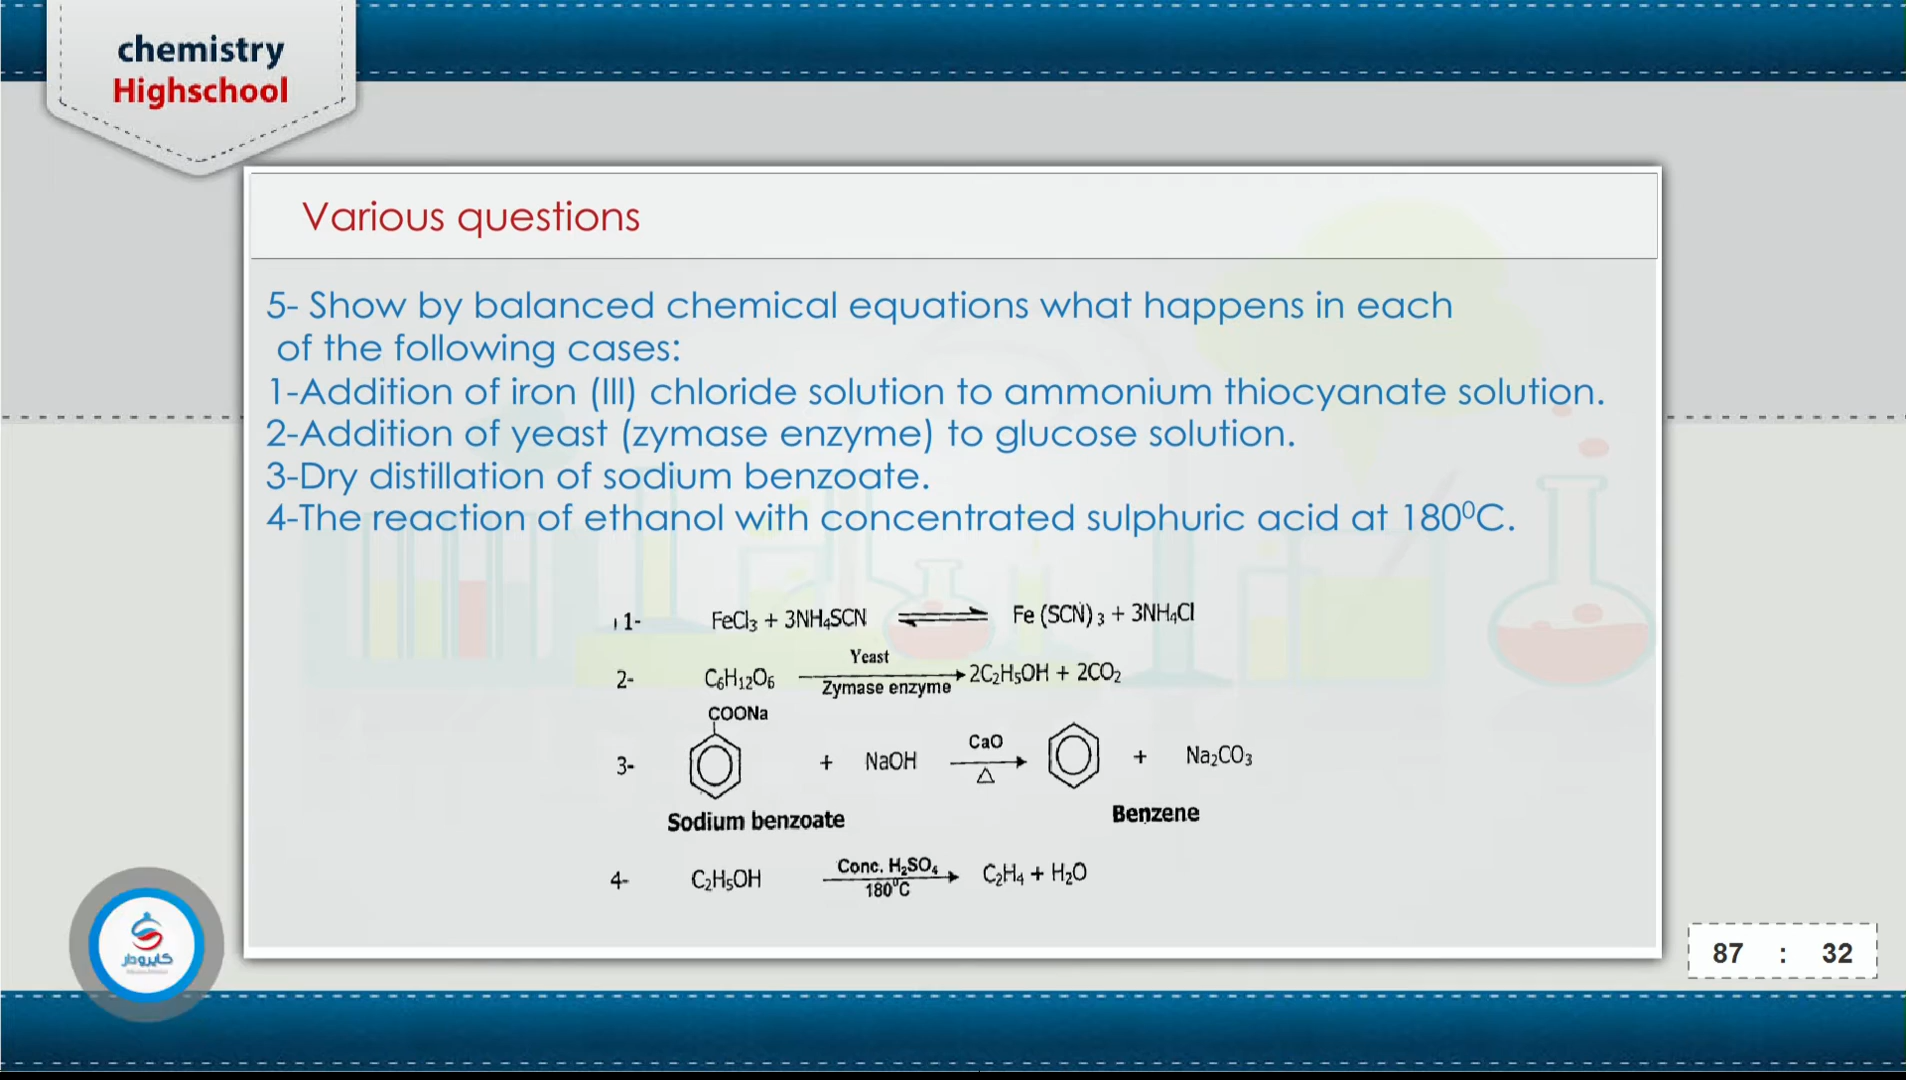 chemistry
Highschool
Various questions
5- Show by balanced chemical equations what happens in each
of the following cases:
1-Addition of iron (III) chloride solution to ammonium thiocyanate solution.
2-Addition of yeast (zymase enzyme) to glucose solution.
3-Dry distillation of sodium benzoate.
4-The reaction of ethanol with concentrated sulphuric acid at 180⁰C.
1- FeCl₃ + 3NH₄SCN ⇌ Fe (SCN)₃ + 3NH₄Cl
Yeast
2- C₆H₁₂O₆ → 2C₂H₅OH + 2CO₂
Zymase enzyme
COONa
CaO
3- + NaOH → + Na₂CO₃
△
Sodium benzoate Benzene
Conc. H₂SO₄
4- C₂H₅OH → C₂H₄ + H₂O
180⁰C
كايرودار
87 : 32